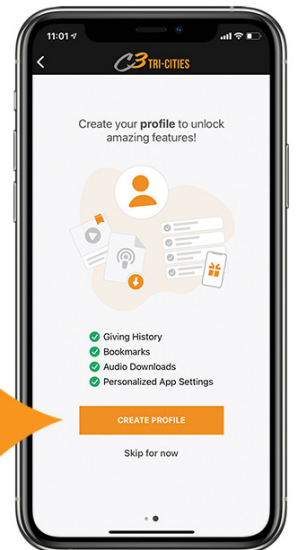 11:01
C3 TRI-CITIES
Create your profile to unlock
amazing features!
Giving History
Bookmarks
Audio Downloads
Personalized App Settings
CREATE PROFILE
Skip for now